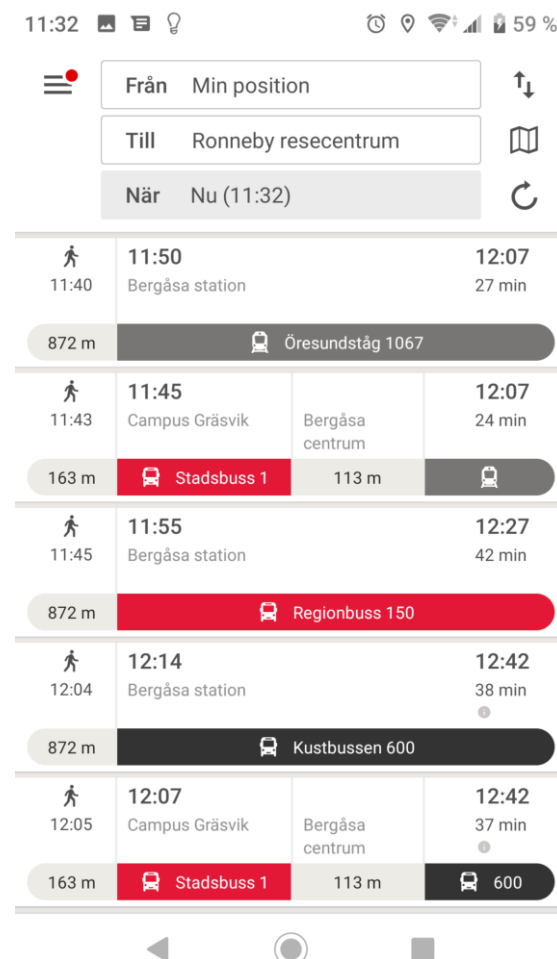 11:32 59 %
Från Min position
Till Ronneby resecentrum
När Nu (11:32)
11:50 12:07
11:40 Bergåsa station 27 min
872 m Öresundståg 1067
11:45 12:07
11:43 Campus Gräsvik Bergåsa centrum 24 min
163 m Stadsbuss 1 113 m
11:55 12:27
11:45 Bergåsa station 42 min
872 m Regionbuss 150
12:14 12:42
12:04 Bergåsa station 38 min
872 m Kustbussen 600
12:07 12:42
12:05 Campus Gräsvik Bergåsa centrum 37 min
163 m Stadsbuss 1 113 m 600